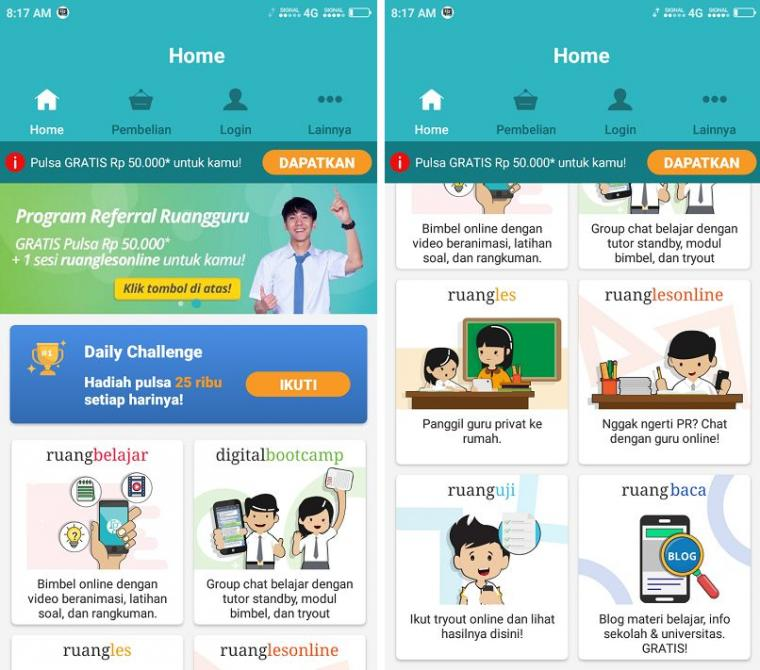 8:17 AM
SIGNAL 4G SIGNAL
Home
Home
Pembelian
Login
Lainnya
Pulsa GRATIS Rp 50.000* untuk kamu!
DAPATKAN
Program Referral Ruangguru
GRATIS Pulsa Rp 50.000*
+ 1 sesi ruanglesonline untuk kamu!
Klik tombol di atas!
#1
Daily Challenge
Hadiah pulsa 25 ribu
setiap harinya!
IKUTI
ruangbelajar
Bimbel online dengan
video beranimasi, latihan
soal, dan rangkuman.
digitalbootcamp
Group chat belajar dengan
tutor standby, modul
bimbel, dan tryout
ruangles
ruanglesonline
8:17 AM
SIGNAL 4G SIGNAL
Home
Home
Pembelian
Login
Lainnya
Pulsa GRATIS Rp 50.000* untuk kamu!
DAPATKAN
Bimbel online dengan
video beranimasi, latihan
soal, dan rangkuman.
Group chat belajar dengan
tutor standby, modul
bimbel, dan tryout
ruangles
Panggil guru privat ke
rumah.
ruanglesonline
Nggak ngerti PR? Chat
dengan guru online!
ruanguji
Ikut tryout online dan lihat
hasilnya disini!
ruangbaca
BLOG
Blog materi belajar, info
sekolah & universitas.
GRATIS!